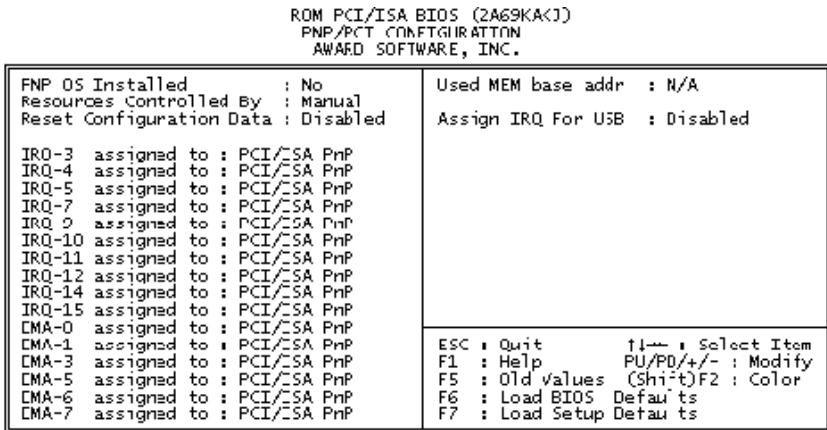 ROM PCI/ISA BIOS (2A69KAKJ)
PNP/PCI CONFIGURATION
AWARD SOFTWARE, INC.
PNP OS Installed : No
Resources Controlled By : Manual
Reset Configuration Data : Disabled
IRQ-3 assigned to : PCI/ISA PnP
IRQ-4 assigned to : PCI/ISA PnP
IRQ-5 assigned to : PCI/ISA PnP
IRQ-7 assigned to : PCI/ISA PnP
IRQ-9 assigned to : PCI/ISA PnP
IRQ-10 assigned to : PCI/ISA PnP
IRQ-11 assigned to : PCI/ISA PnP
IRQ-12 assigned to : PCI/ISA PnP
IRQ-14 assigned to : PCI/ISA PnP
IRQ-15 assigned to : PCI/ISA PnP
DMA-0 assigned to : PCI/ISA PnP
DMA-1 assigned to : PCI/ISA PnP
DMA-3 assigned to : PCI/ISA PnP
DMA-5 assigned to : PCI/ISA PnP
DMA-6 assigned to : PCI/ISA PnP
DMA-7 assigned to : PCI/ISA PnP
Used MEM base addr : N/A
Assign IRQ For USB : Disabled
ESC : Quit ↑↓→← : Select Item
F1 : Help PU/PD/+/- : Modify
F5 : Old Values (Shift)F2 : Color
F6 : Load BIOS Defaults
F7 : Load Setup Defaults